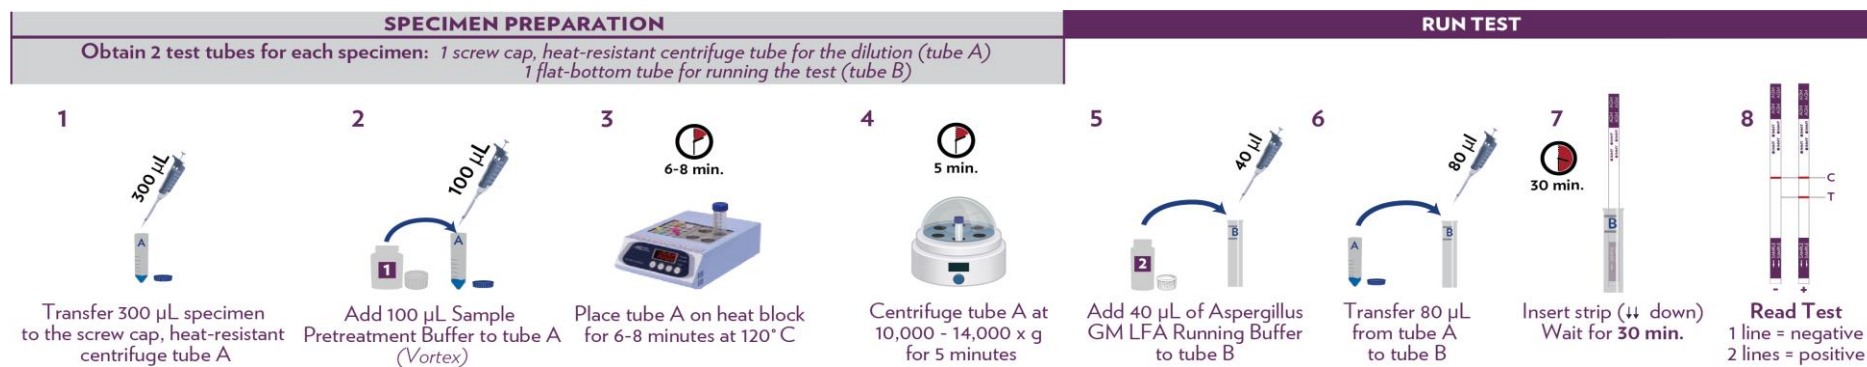 SPECIMEN PREPARATION
RUN TEST
Obtain 2 test tubes for each specimen: 1 screw cap, heat-resistant centrifuge tube for the dilution (tube A)
1 flat-bottom tube for running the test (tube B)
1
300 µL
A
Transfer 300 µL specimen
to the screw cap, heat-resistant
centrifuge tube A
2
100 µL
A
1
Add 100 µL Sample
Pretreatment Buffer to tube A
(Vortex)
3
6-8 min.
Place tube A on heat block
for 6-8 minutes at 120°C
4
5 min.
Centrifuge tube A at
10,000 - 14,000 x g
for 5 minutes
5
40 µl
B
2
Add 40 µL of Aspergillus
GM LFA Running Buffer
to tube B
6
80 µl
B
A
Transfer 80 µL
from tube A
to tube B
7
30 min.
B
Insert strip (↓↓ down)
Wait for 30 min.
8
C
T
-
+
Read Test
1 line = negative
2 lines = positive